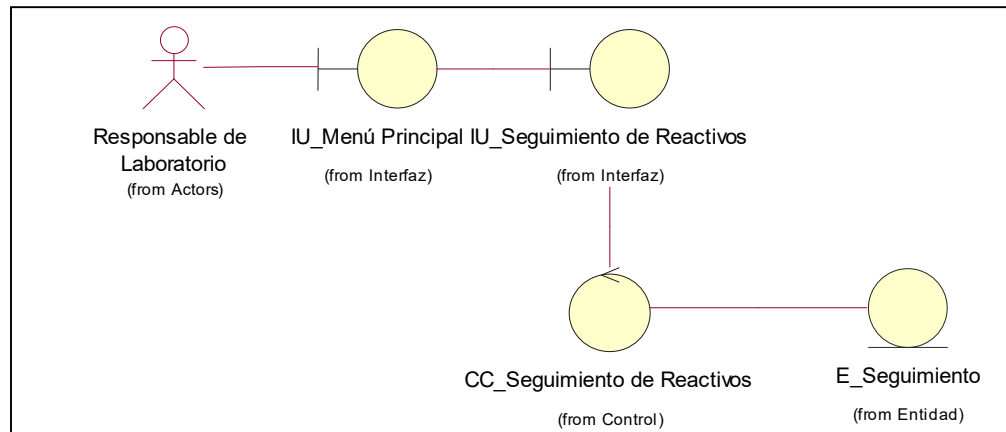 Responsable de
Laboratorio
(from Actors)
IU_Menú Principal
(from Interfaz)
IU_Seguimiento de Reactivos
(from Interfaz)
CC_Seguimiento de Reactivos
(from Control)
E_Seguimiento
(from Entidad)